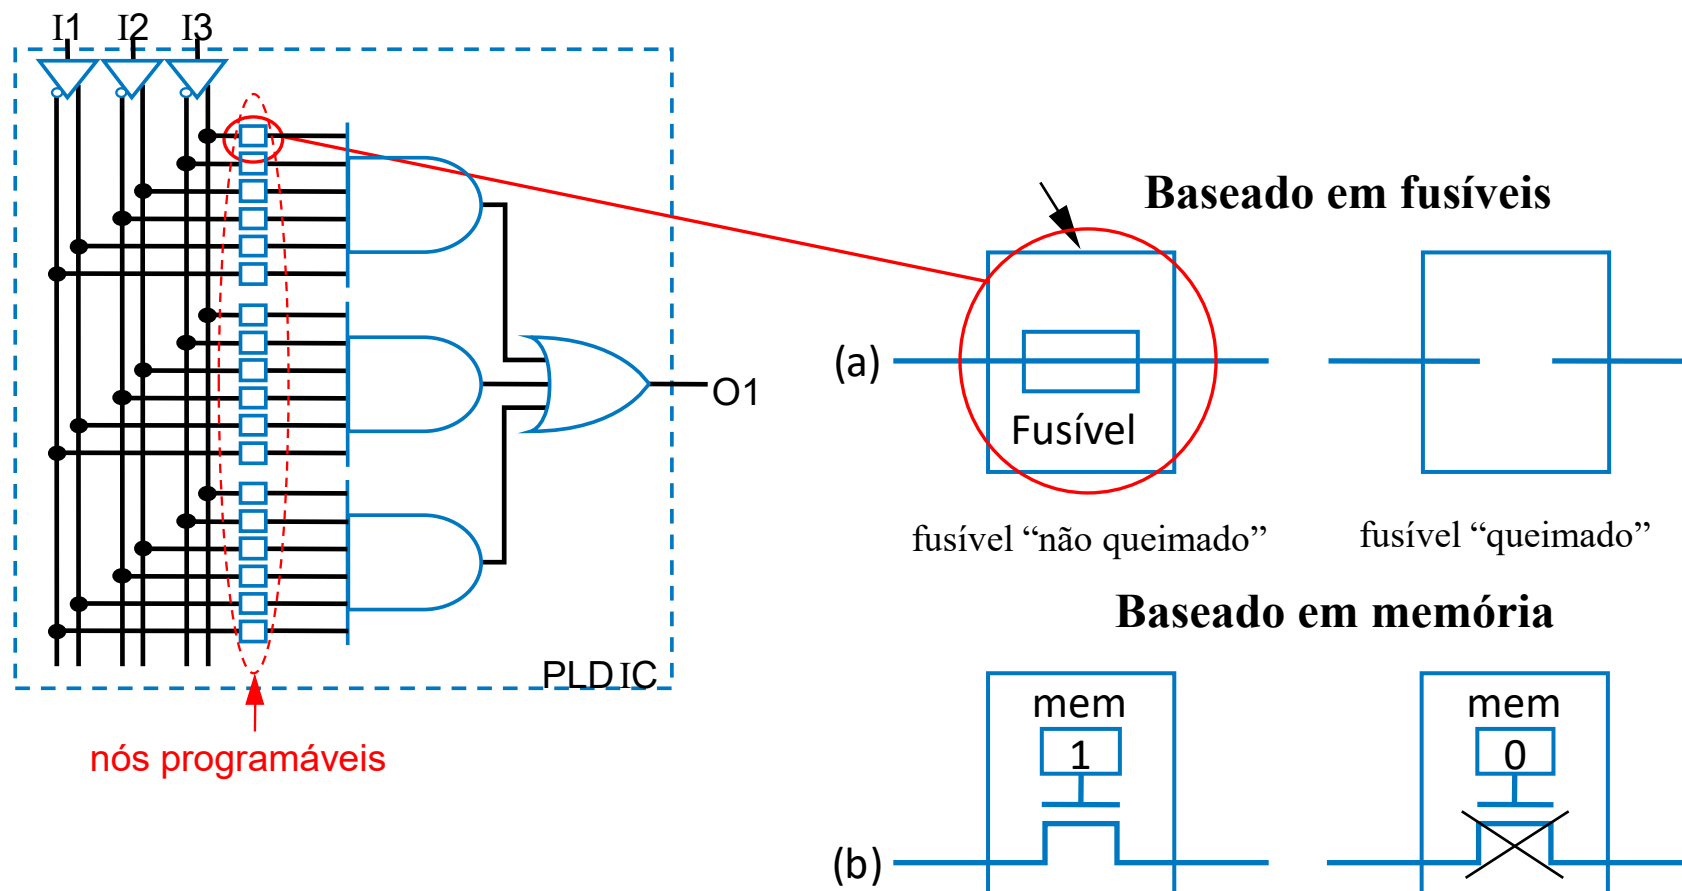 I1 I2 I3
O1
PLD IC
nós programáveis
Baseado em fusíveis
(a)
Fusível
fusível “não queimado”
fusível “queimado”
Baseado em memória
mem
1
mem
0
(b)